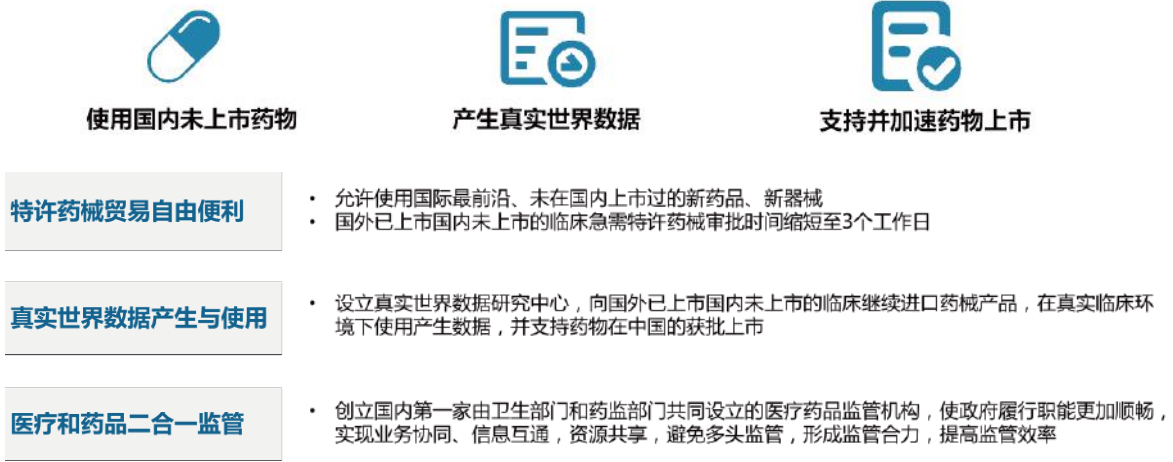 使用国内未上市药物
产生真实世界数据
支持并加速药物上市
特许药械贸易自由便利
• 允许使用国际最前沿、未在国内上市过的新药品、新器械
• 国外已上市国内未上市的临床急需特许药械审批时间缩短至3个工作日
真实世界数据产生与使用
• 设立真实世界数据研究中心，向国外已上市国内未上市的临床继续进口药械产品，在真实临床环
境下使用产生数据，并支持药物在中国的获批上市
医疗和药品二合一监管
• 创立国内第一家由卫生部门和药监部门共同设立的医疗药品监管机构，使政府履行职能更加顺畅，
实现业务协同、信息互通，资源共享，避免多头监管，形成监管合力，提高监管效率